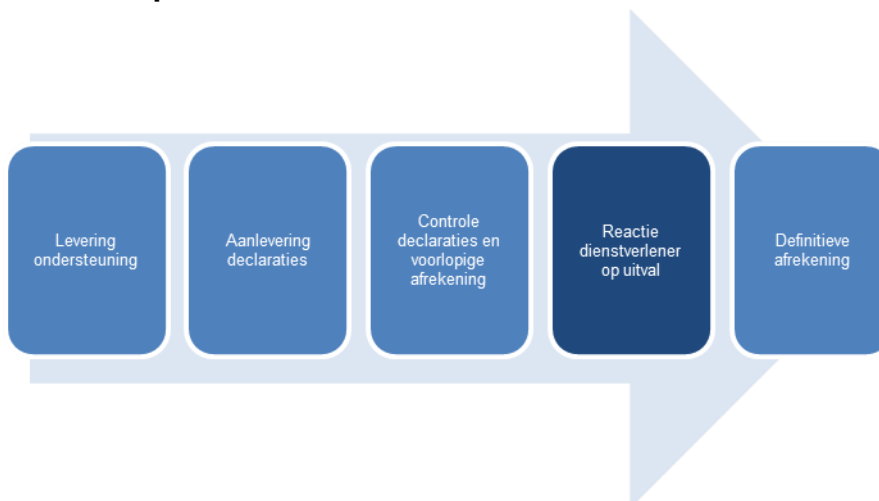 Levering
ondersteuning
Aanlevering
declaraties
Controle
declaraties en
voorlopige
afrekening
Reactie
dienstverlener
op uitval
Definitieve
afrekening